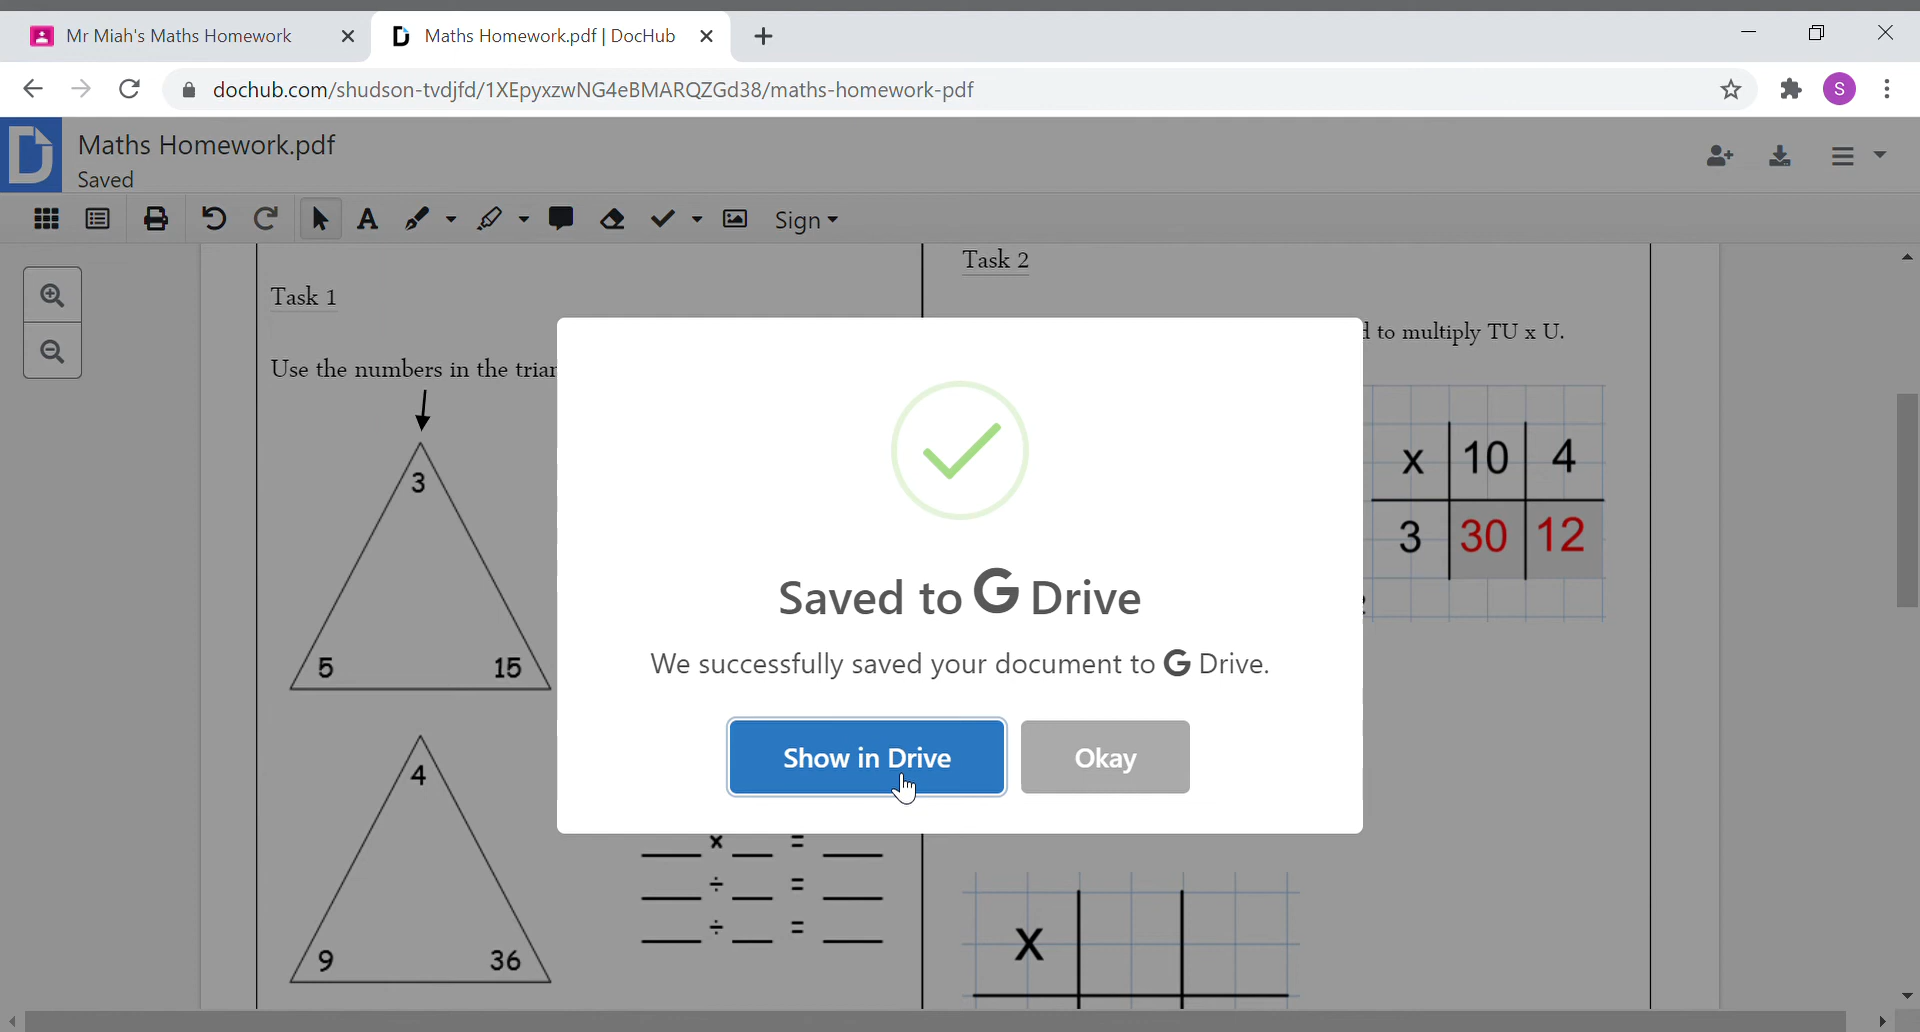 Mr Miah's Maths Homework
Maths Homework.pdf | DocHub
dochub.com/shudson-tvdjfd/1XEpyxzwNG4eBMARQZGd38/maths-homework-pdf
S
Maths Homework.pdf
Saved
A
Sign
Task 1
Task 2
to multiply TU x U.
Use the numbers in the
3
5 15
x 10 4
3 30 12
Saved to G Drive
We successfully saved your document to G Drive.
Show in Drive
Okay
4
9 36
x =
÷ =
÷ =
X